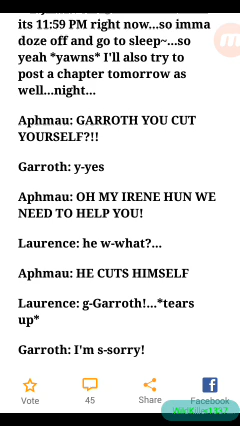 its 11:59 PM right now...so imma
doze off and go to sleep~...so
yeah *yawns* I'll also try to
post a chapter tomorrow as
well...night...
Aphmau: GARROTH YOU CUT
YOURSELF?!!
Garroth: y-yes
Aphmau: OH MY IRENE HUN WE
NEED TO HELP YOU!
Laurence: he w-what?...
Aphmau: HE CUTS HIMSELF
Laurence: g-Garroth!...*tears
up*
Garroth: I'm s-sorry!
Vote
45
Share
Facebook